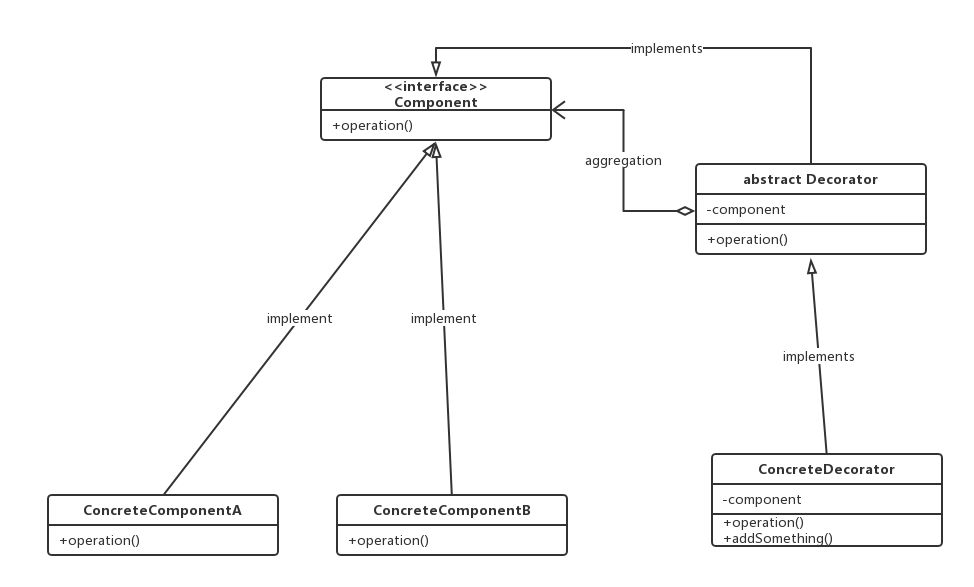 implements
<<interface>>
Component
+operation()
aggregation
abstract Decorator
-component
+operation()
implement
implement
implements
ConcreteDecorator
-component
+operation()
+addSomething()
ConcreteComponentA
+operation()
ConcreteComponentB
+operation()